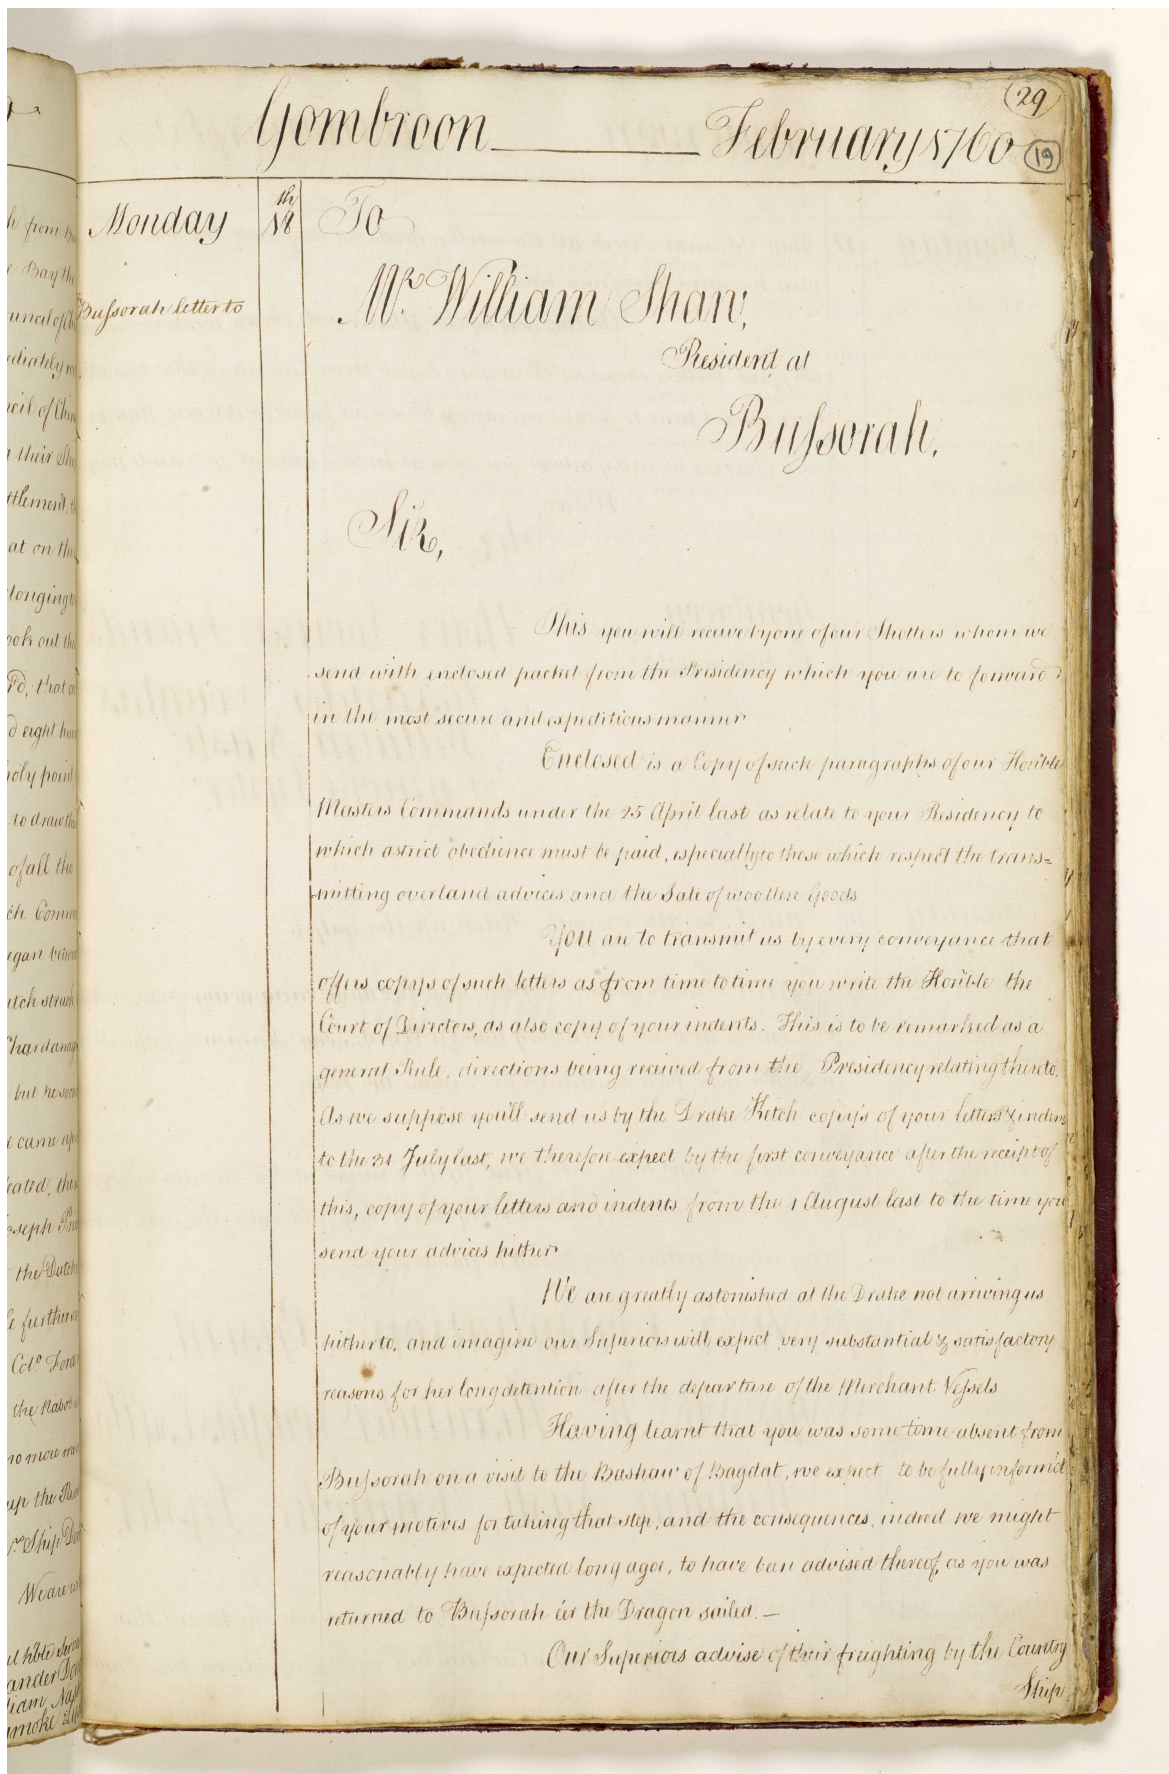 29
Gombroon February 1760
19
Monday
18th
To
Bussorah letter to
Mr. William Shaw,
Resident at
Bussorah,
Sir,
This you will receive by one of our Shotters whom we
send with enclosed packet from the Presidency which you are to forward
in the most secure and expeditious manner
Enclosed is a Copy of such paragraphs of our Hon'ble
Masters Commands under the 25 April last as relate to your Residency to
which a strict obedience must be paid, especially to those which respect the trans=
mitting overland advices and the Sale of woollen Goods
You are to transmit us by every conveyance that
offers copys of such letters as from time to time you write the Hon'ble the
Court of Directors, as also copy of your indents. This is to be remarked as a
general Rule. directions being received from the Presidency relating thereto.
As we suppose you'll send us by the Drake Ketch copy's of your letters & indents
to the 31 July last, we therefore expect by the first conveyance after the receipt of
this, copy of your letters and indents from the 1 August last to the time you
send your advices hither
We are greatly astonished at the Drake not arriving us
hitherto, and imagine our Superiors will expect very substantial & satisfactory
reasons for her long detention after the departure of the Merchant Vessels
Having learnt that you was some time absent from
Bussorah on a visit to the Bashaw of Bagdat, we expect to be fully inform'd
of your motives for taking that step, and the consequences. indeed we might
reasonably have expected long agoe, to have been advised thereof, as you was
returned to Bussorah e'er the Dragon sailed. —
Our Superiors advise of their freighting by the Country
Ship